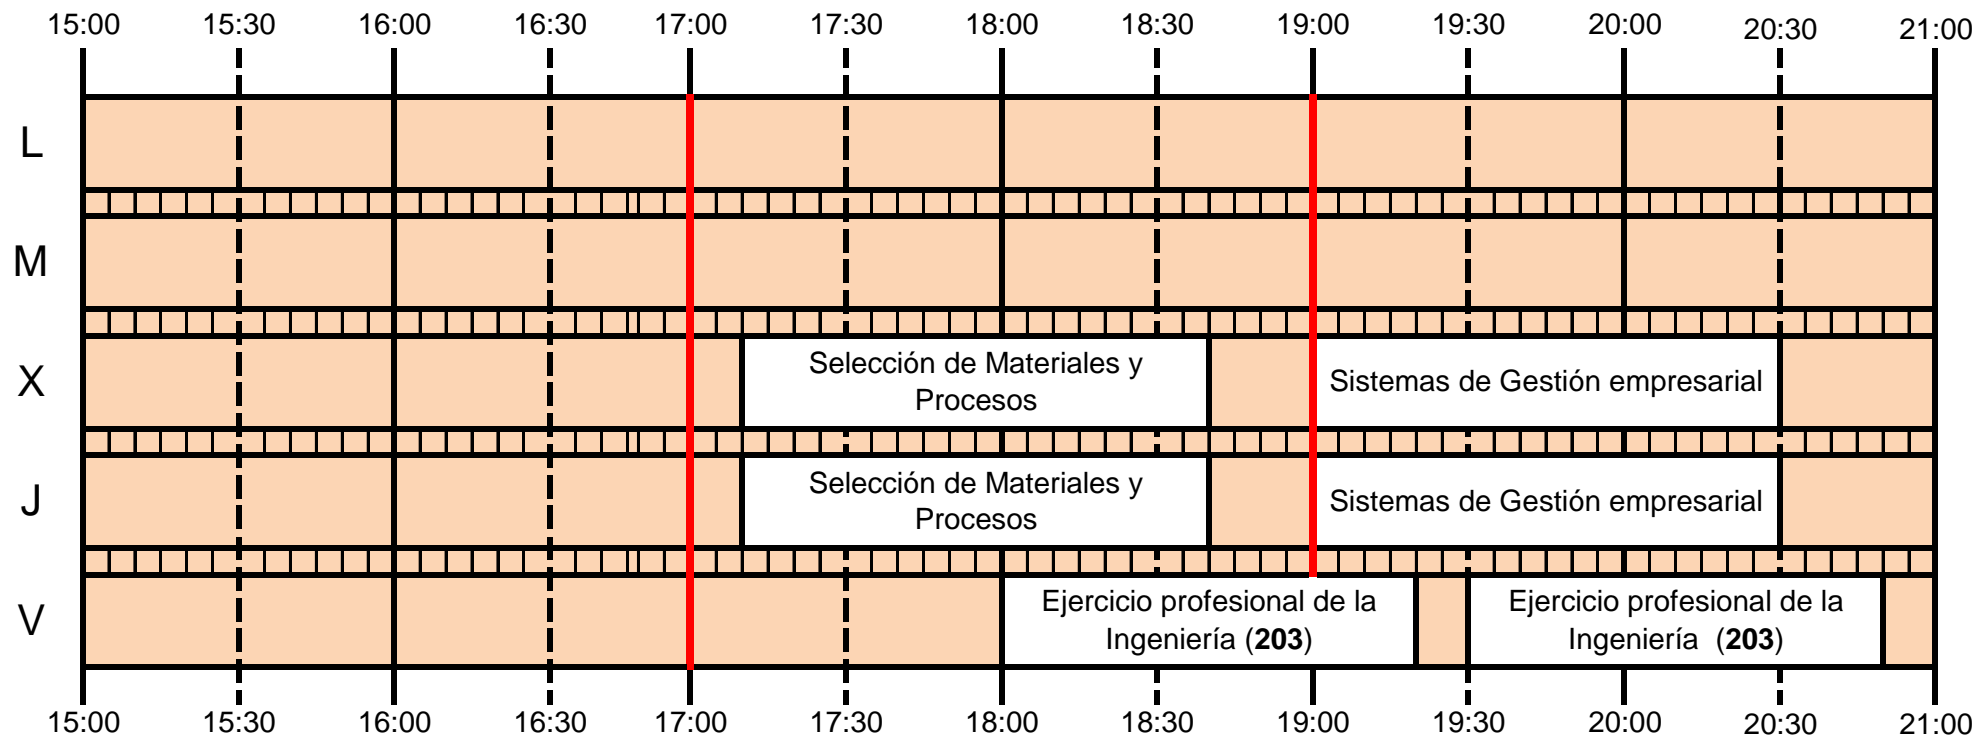 15:00 15:30 16:00 16:30 17:00 17:30 18:00 18:30 19:00 19:30 20:00 20:30 21:00
L
M
X
Selección de Materiales y
Procesos
Sistemas de Gestión empresarial
J
Selección de Materiales y
Procesos
Sistemas de Gestión empresarial
V
Ejercicio profesional de la
Ingeniería (203)
Ejercicio profesional de la
Ingeniería (203)
15:00 15:30 16:00 16:30 17:00 17:30 18:00 18:30 19:00 19:30 20:00 20:30 21:00